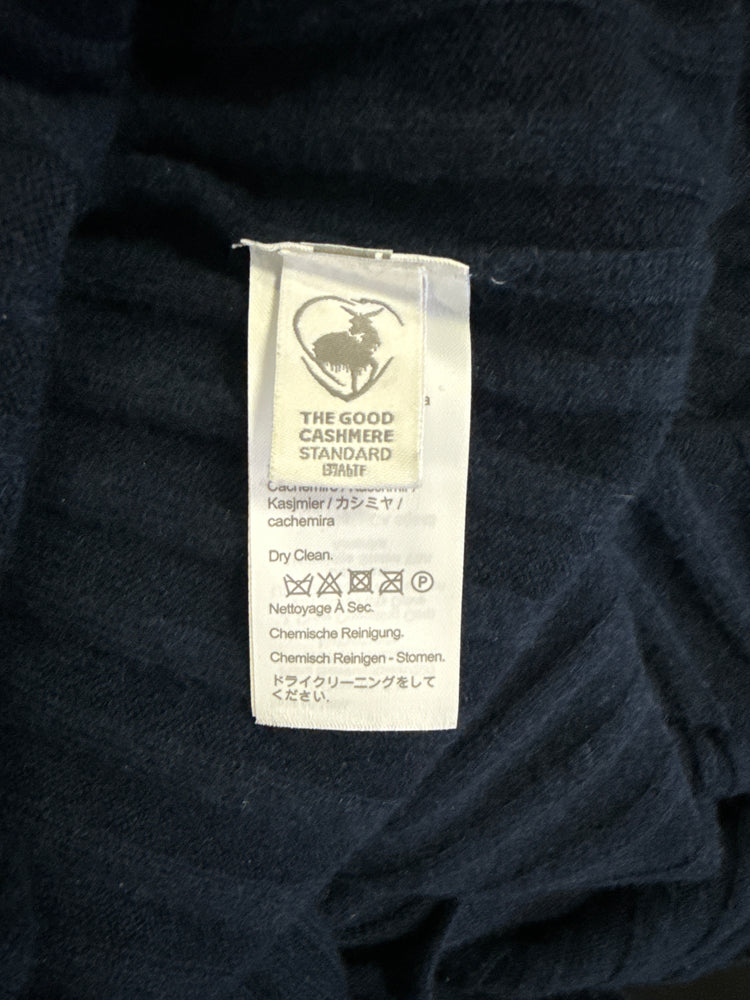 THE GOOD
CASHMERE
STANDARD
Kasjmier / カシミヤ /
cachemira
Dry Clean.
Nettoyage À Sec.
Chemische Reinigung.
Chemisch Reinigen - Stomen.
ドライクリーニングをして
ください.